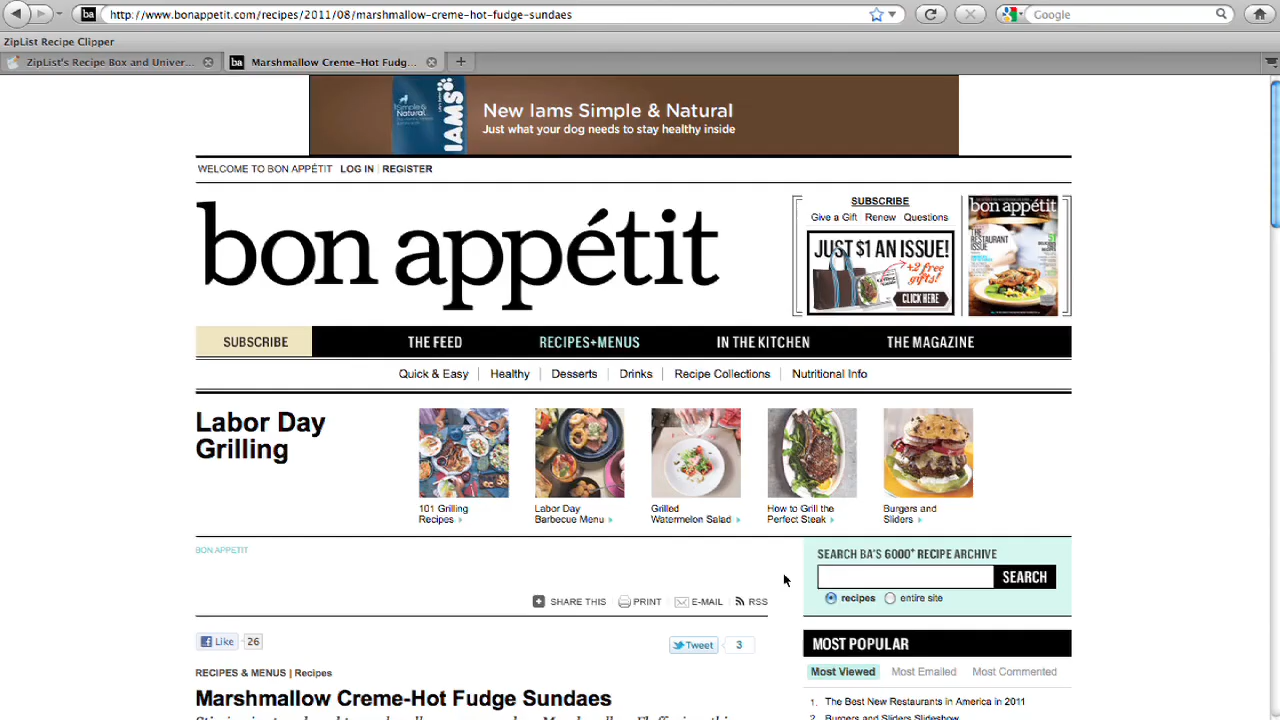 http://www.bonappetit.com/recipes/2011/08/marshmallow-creme-hot-fudge-sundaes
Google
ZipList Recipe Clipper
ZipList's Recipe Box and Univer...
Marshmallow Creme-Hot Fudg...
Simple & Natural
IAMS
New Iams Simple & Natural
Just what your dog needs to stay healthy inside
WELCOME TO BON APPÉTIT LOG IN | REGISTER
bon appétit
SUBSCRIBE
Give a Gift Renew Questions
JUST $1 AN ISSUE!
+2 free gifts!
CLICK HERE
bon appétit
THE RESTAURANT ISSUE
SUBSCRIBE THE FEED RECIPES+MENUS IN THE KITCHEN THE MAGAZINE
Quick & Easy | Healthy | Desserts | Drinks | Recipe Collections | Nutritional Info
Labor Day
Grilling
101 Grilling
Recipes
Labor Day
Barbecue Menu
Grilled
Watermelon Salad
How to Grill the
Perfect Steak
Burgers and
Sliders
BON APPETIT
SHARE THIS PRINT E-MAIL RSS
SEARCH BA'S 6000+ RECIPE ARCHIVE
SEARCH
recipes entire site
Like 26
Tweet 3
MOST POPULAR
Most Viewed Most Emailed Most Commented
1. The Best New Restaurants in America in 2011
2. Burgers and Sliders Slideshow
RECIPES & MENUS | Recipes
Marshmallow Creme-Hot Fudge Sundaes